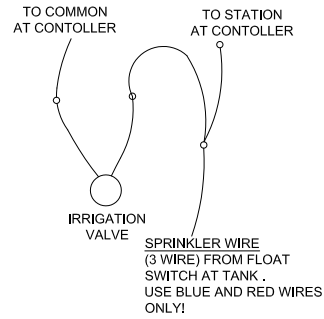 TO COMMON
AT CONTOLLER
TO STATION
AT CONTOLLER
IRRIGATION
VALVE
SPRINKLER WIRE
(3 WIRE) FROM FLOAT
SWITCH AT TANK .
USE BLUE AND RED WIRES
ONLY!